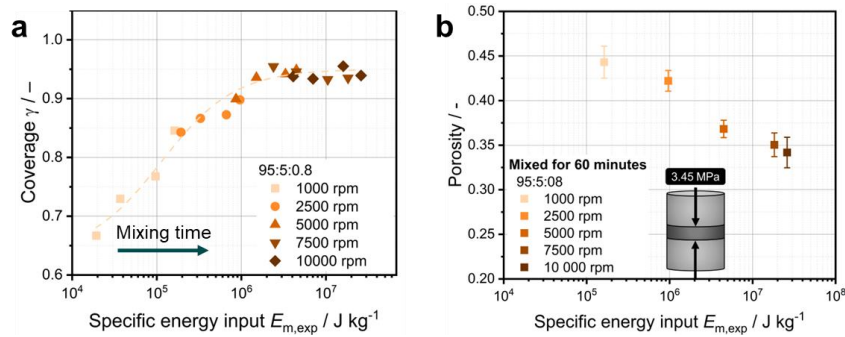 a
1.0
0.9
0.8
0.7
0.6
Coverage γ / –
95:5:0.8
1000 rpm
2500 rpm
5000 rpm
7500 rpm
10000 rpm
Mixing time
10⁴
10⁵
10⁶
10⁷
Specific energy input Eₘ,ₑₓₚ / J kg⁻¹
b
0.50
0.45
0.40
0.35
0.30
0.25
0.20
Porosity / -
Mixed for 60 minutes
95:5:08
1000 rpm
2500 rpm
5000 rpm
7500 rpm
10 000 rpm
3.45 MPa
10⁴
10⁵
10⁶
10⁷
10⁸
Specific energy input Eₘ,ₑₓₚ / J kg⁻¹